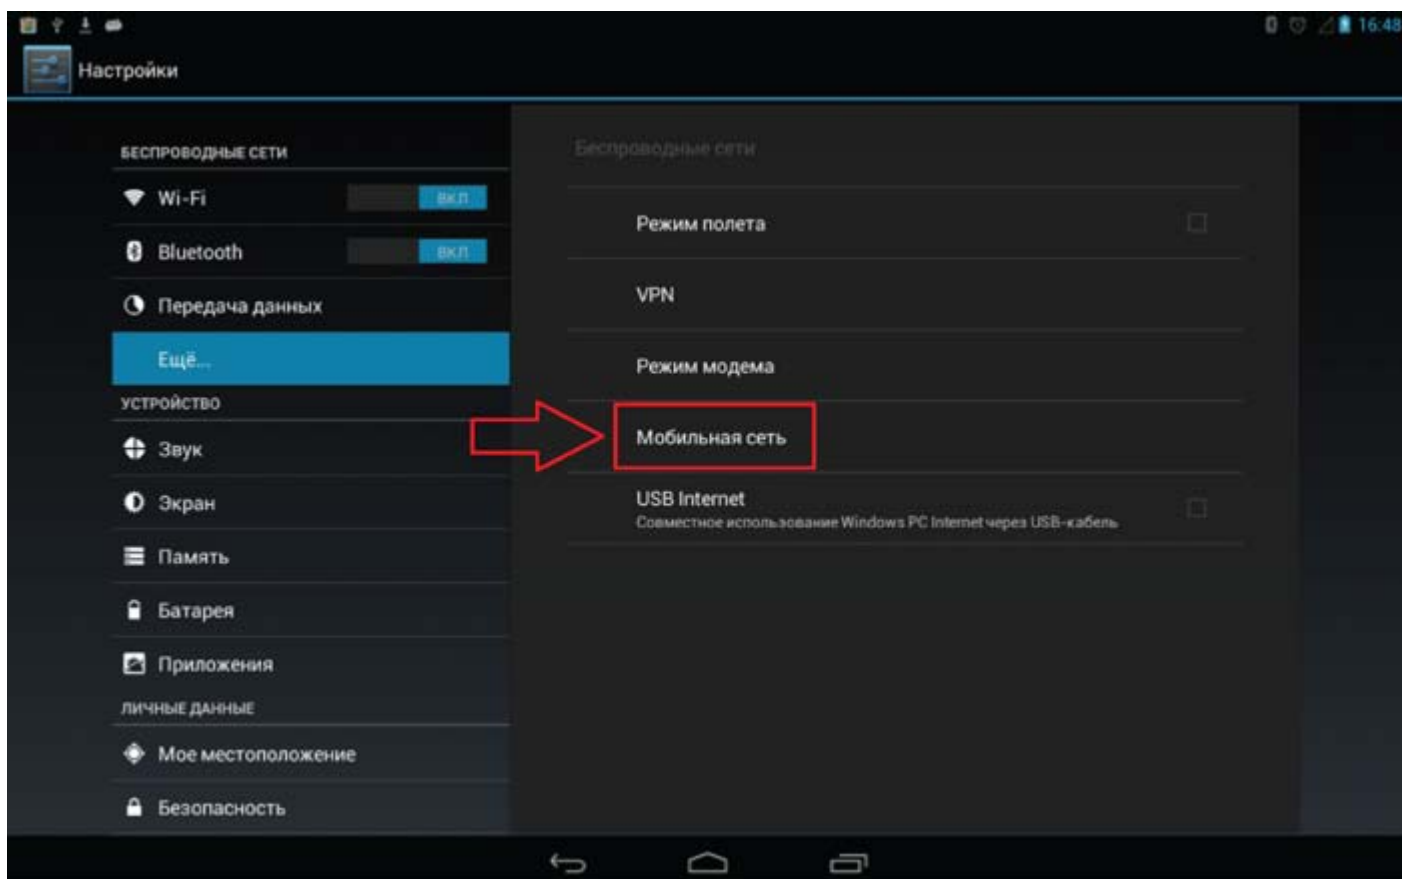 16:48
Настройки
БЕСПРОВОДНЫЕ СЕТИ
Wi-Fi ВКЛ
Bluetooth ВКЛ
Передача данных
Ещё...
УСТРОЙСТВО
Звук
Экран
Память
Батарея
Приложения
ЛИЧНЫЕ ДАННЫЕ
Мое местоположение
Безопасность
Беспроводные сети
Режим полета
VPN
Режим модема
Мобильная сеть
USB Internet
Совместное использование Windows PC Internet через USB-кабель